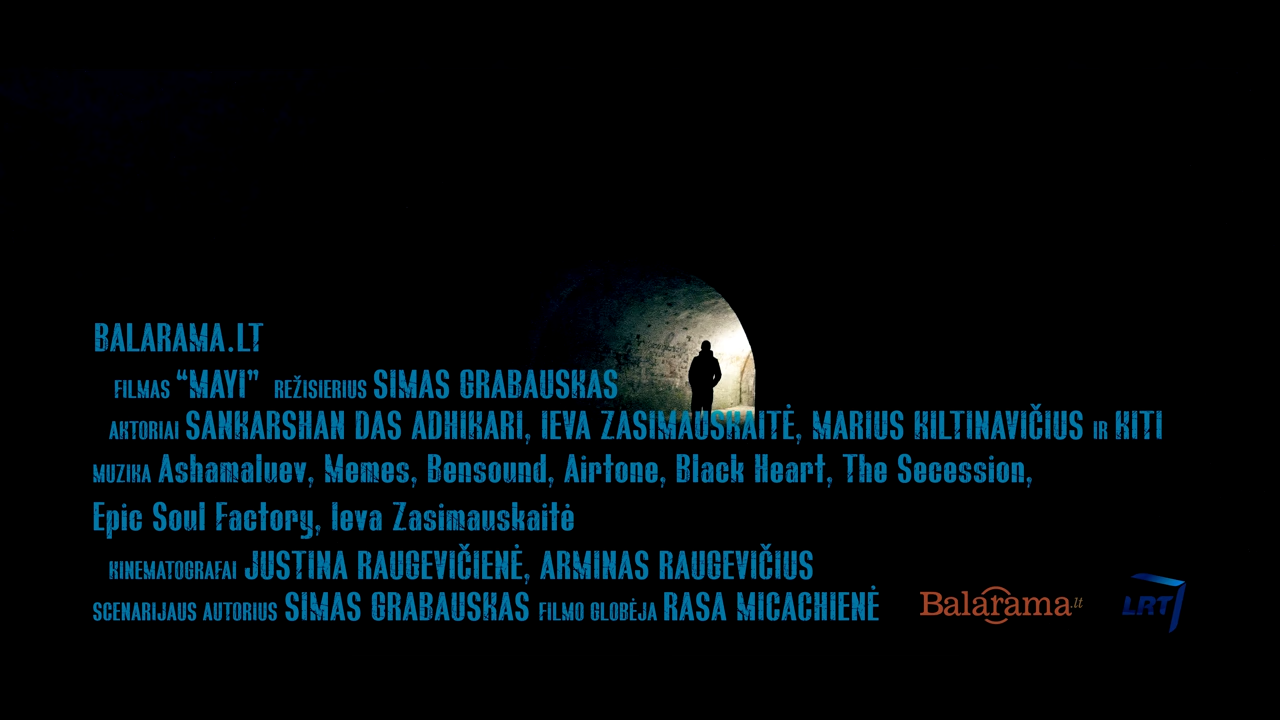 BALARAMA.LT
FILMAS “MAYI” REŽISIERIUS SIMAS GRABAUSKAS
AKTORIAI SANKARSHAN DAS ADHIKARI, IEVA ZASIMAUSKAITĖ, MARIUS KILTINAVIČIUS IR KITI
MUZIKA Ashamaluev, Memes, Bensound, Airtone, Black Heart, The Secession,
Epic Soul Factory, Ieva Zasimauskaitė
KINEMATOGRAFAI JUSTINA RAUGEVIČIENĖ, ARMINAS RAUGEVIČIUS
SCENARIJAUS AUTORIUS SIMAS GRABAUSKAS FILMO GLOBĖJA RASA MICACHIENĖ
Balarama.lt LRT